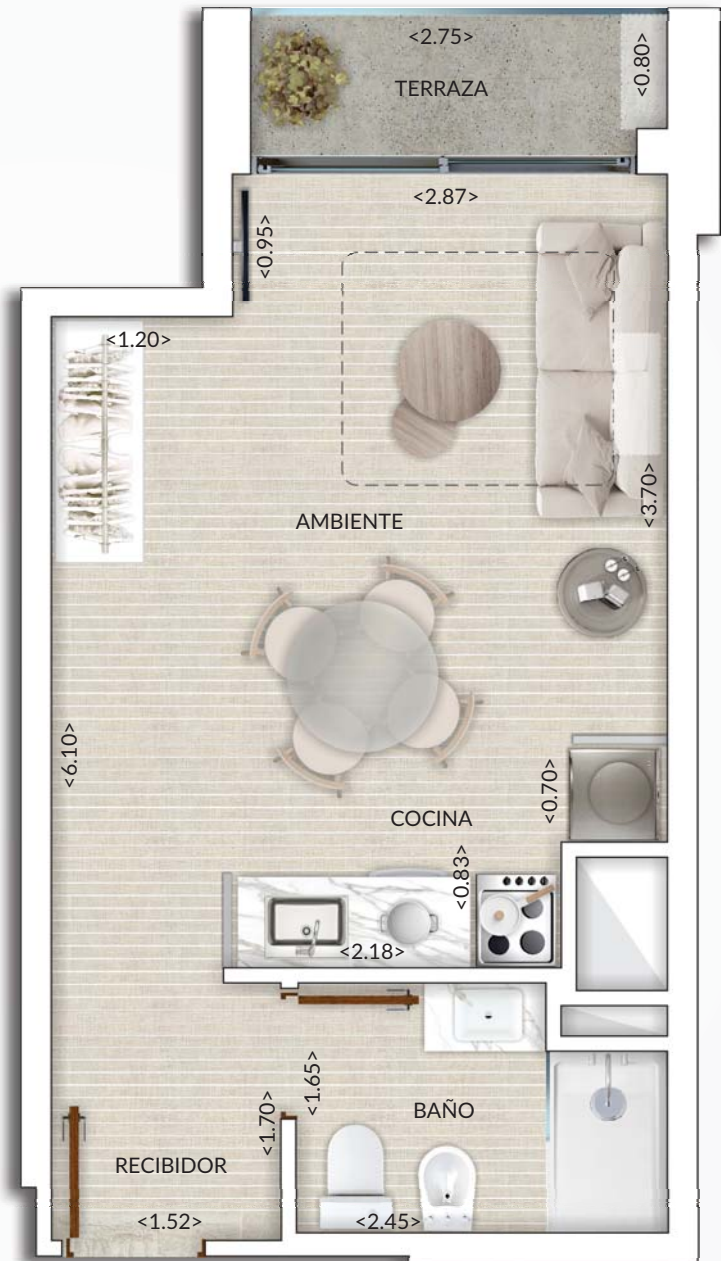 <2.75>
<0.80>
TERRAZA
<2.87>
<0.95>
<1.20>
<3.70>
AMBIENTE
<6.10>
<0.70>
COCINA
<0.83>
<2.18>
<1.65>
<1.70>
BAÑO
RECIBIDOR
<1.52>
<2.45>